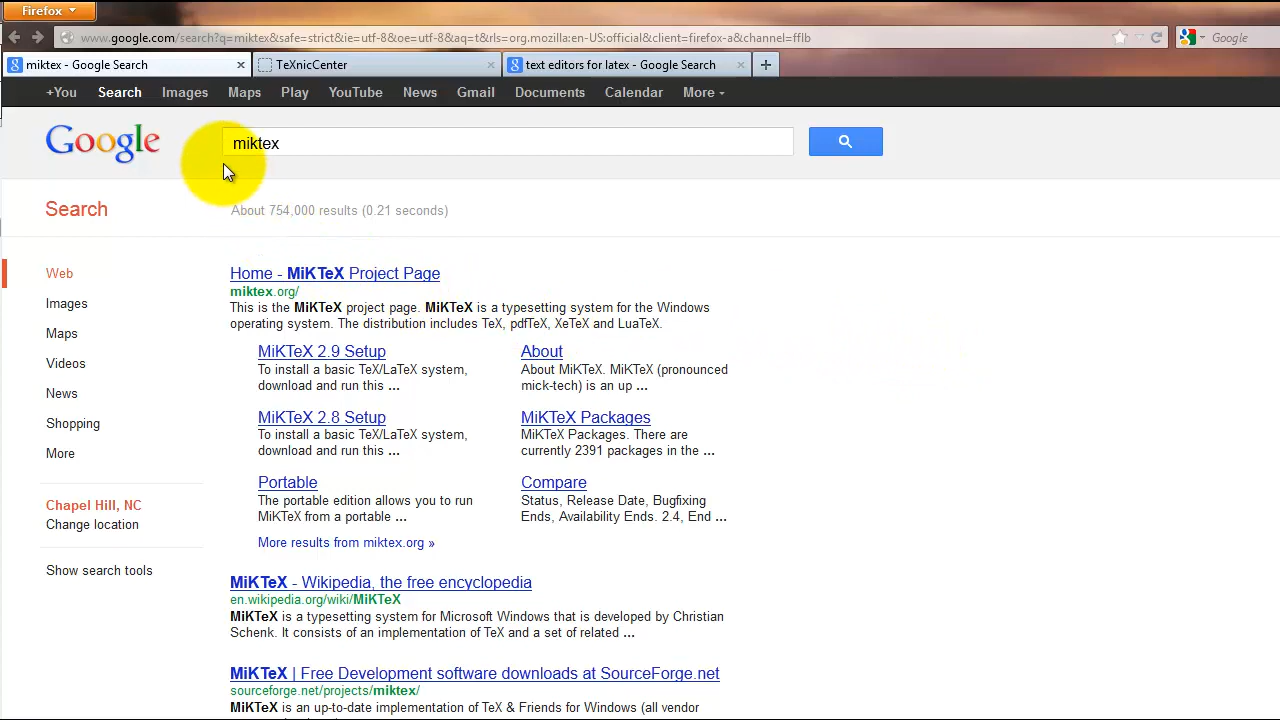 Firefox
www.google.com/search?q=miktex&safe=strict&ie=utf-8&oe=utf-8&aq=t&rls=org.mozilla:en-US:official&client=firefox-a&channel=fflb
Google
miktex - Google Search
TeXnicCenter
text editors for latex - Google Search
+You Search Images Maps Play YouTube News Gmail Documents Calendar More
Google
miktex
Search
About 754,000 results (0.21 seconds)
Web
Images
Maps
Videos
News
Shopping
More
Chapel Hill, NC
Change location
Show search tools
Home - MiKTeX Project Page
miktex.org/
This is the MiKTeX project page. MiKTeX is a typesetting system for the Windows
operating system. The distribution includes TeX, pdfTeX, XeTeX and LuaTeX.
MiKTeX 2.9 Setup
To install a basic TeX/LaTeX system,
download and run this ...
About
About MiKTeX. MiKTeX (pronounced
mick-tech) is an up ...
MiKTeX 2.8 Setup
To install a basic TeX/LaTeX system,
download and run this ...
MiKTeX Packages
MiKTeX Packages. There are
currently 2391 packages in the ...
Portable
The portable edition allows you to run
MiKTeX from a portable ...
Compare
Status, Release Date, Bugfixing
Ends, Availability Ends. 2.4, End ...
More results from miktex.org »
MiKTeX - Wikipedia, the free encyclopedia
en.wikipedia.org/wiki/MiKTeX
MiKTeX is a typesetting system for Microsoft Windows that is developed by Christian
Schenk. It consists of an implementation of TeX and a set of related ...
MiKTeX | Free Development software downloads at SourceForge.net
sourceforge.net/projects/miktex/
MiKTeX is an up-to-date implementation of TeX & Friends for Windows (all vendor